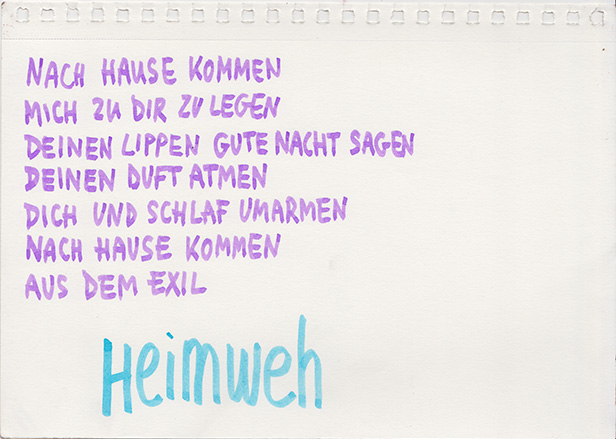 NACH HAUSE KOMMEN
MICH ZU DIR ZU LEGEN
DEINEN LIPPEN GUTE NACHT SAGEN
DEINEN DUFT ATMEN
DICH UND SCHLAF UMARMEN
NACH HAUSE KOMMEN
AUS DEM EXIL
Heimweh